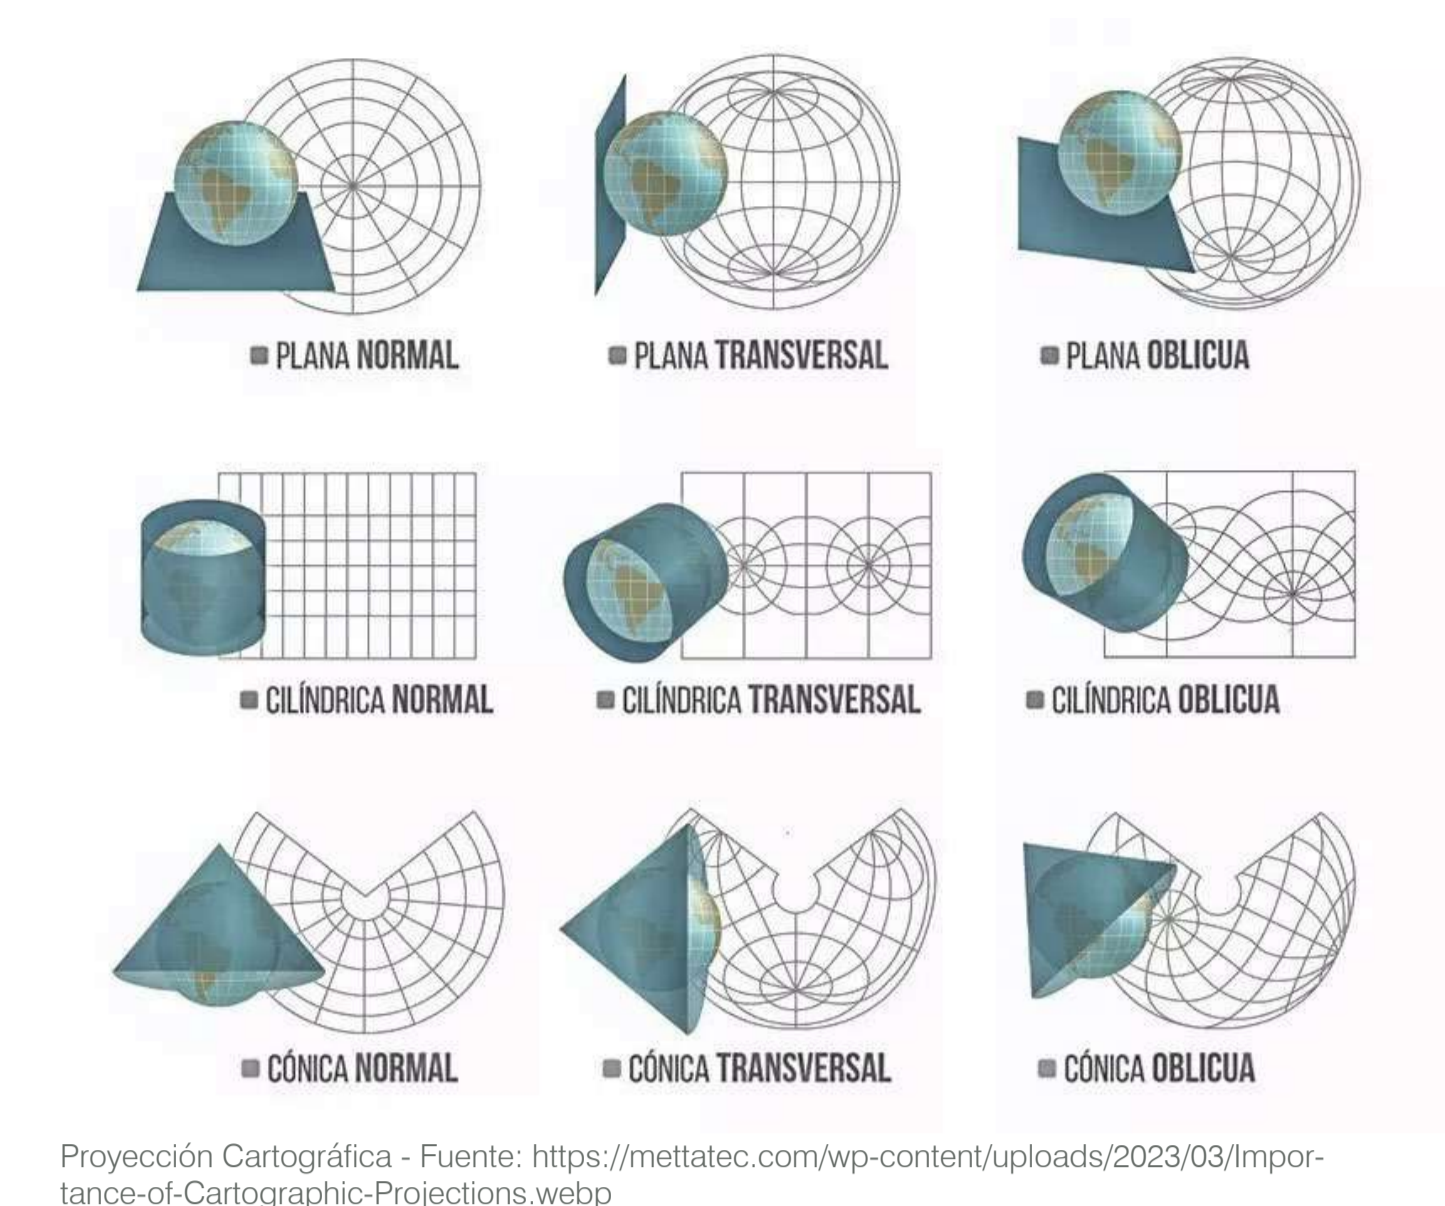 PLANA NORMAL
PLANA TRANSVERSAL
PLANA OBLICUA
CILÍNDRICA NORMAL
CILÍNDRICA TRANSVERSAL
CILÍNDRICA OBLICUA
CÓNICA NORMAL
CÓNICA TRANSVERSAL
CÓNICA OBLICUA
Proyección Cartográfica - Fuente: https://mettatec.com/wp-content/uploads/2023/03/Impor-
tance-of-Cartographic-Projections.webp